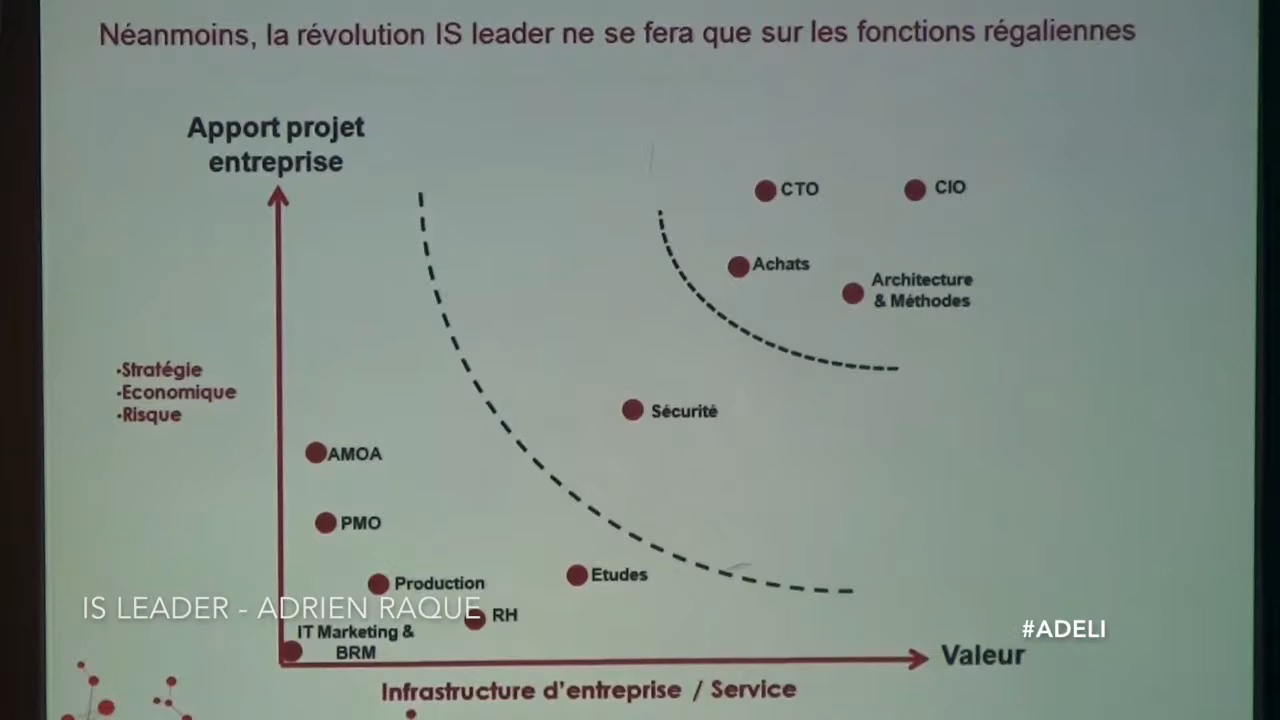 Néanmoins, la révolution IS leader ne se fera que sur les fonctions régaliennes
Apport projet
entreprise
CTO
CIO
Achats
Architecture
& Méthodes
•Stratégie
•Economique
•Risque
Sécurité
AMOA
PMO
Etudes
Production
IS LEADER - ADRIEN RAQUE
RH
IT Marketing &
BRM
#ADELI
Valeur
Infrastructure d'entreprise / Service